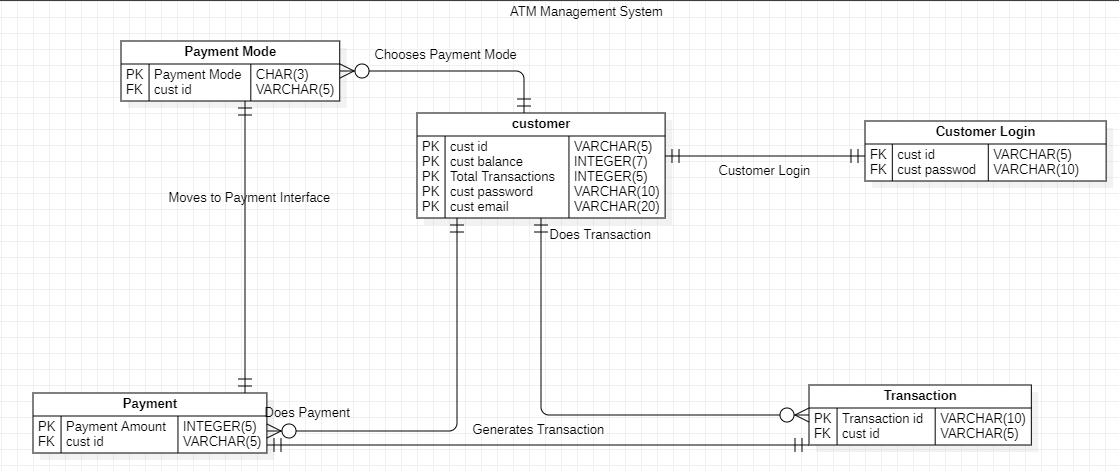 ATM Management System
Payment Mode
PK Payment Mode CHAR(3)
FK cust id VARCHAR(5)
Chooses Payment Mode
customer
PK cust id VARCHAR(5)
PK cust balance INTEGER(7)
PK Total Transactions INTEGER(5)
PK cust password VARCHAR(10)
PK cust email VARCHAR(20)
Customer Login
FK cust id VARCHAR(5)
FK cust passwod VARCHAR(10)
Customer Login
Moves to Payment Interface
Does Transaction
Payment
PK Payment Amount INTEGER(5)
FK cust id VARCHAR(5)
Does Payment
Generates Transaction
Transaction
PK Transaction id VARCHAR(10)
FK cust id VARCHAR(5)